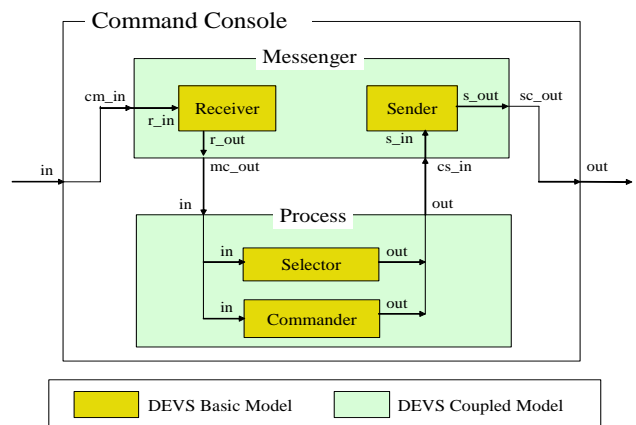 Command Console
Messenger
cm_in
Receiver
Sender
s_out
sc_out
r_in
r_out
s_in
in
mc_out
cs_in
out
in
Process
out
in
Selector
out
in
Commander
out
DEVS Basic Model
DEVS Coupled Model